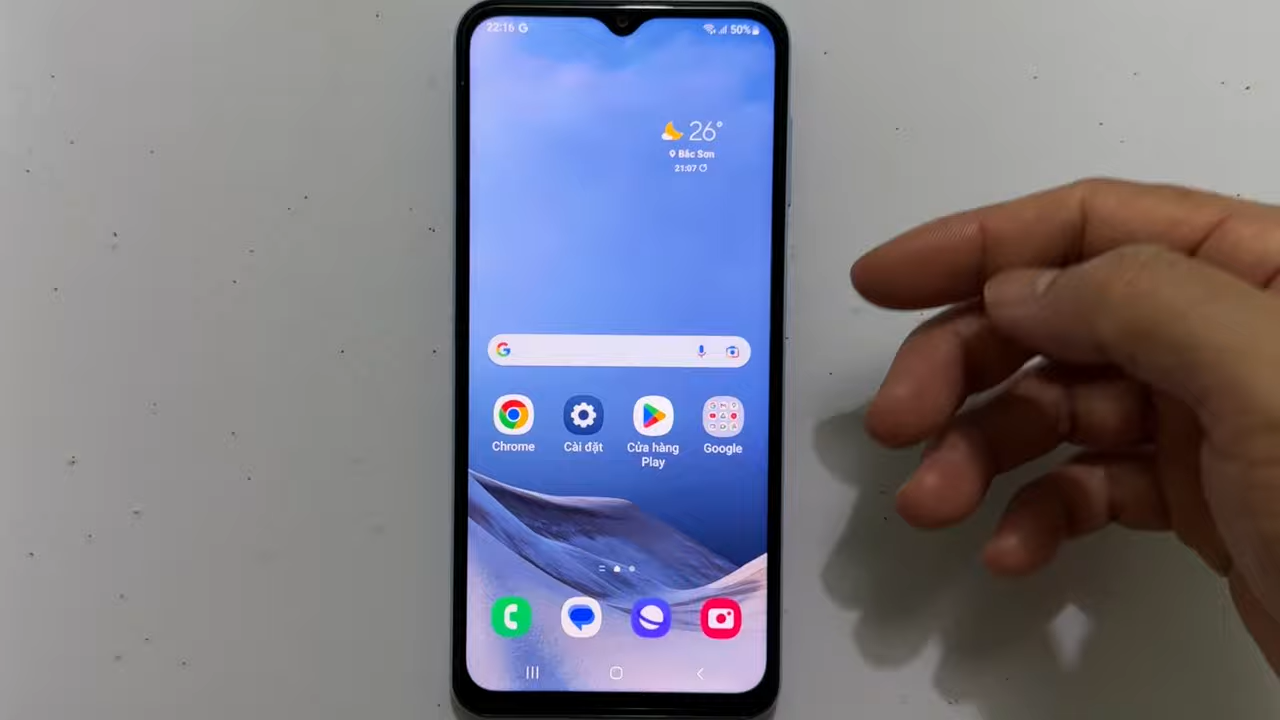 22:16 G
50%
26°
Bắc Sơn
21:07
Chrome
Cài đặt
Cửa hàng
Play
Google